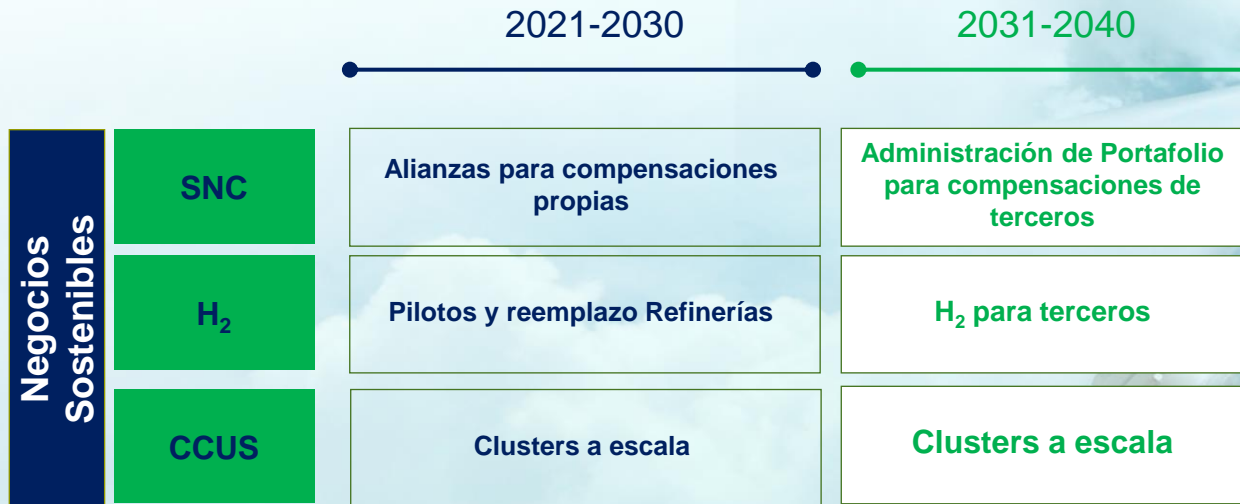 2021-2030
2031-2040
Negocios
Sostenibles
SNC
Alianzas para compensaciones
propias
Administración de Portafolio
para compensaciones de
terceros
H₂
Pilotos y reemplazo Refinerías
H₂ para terceros
CCUS
Clusters a escala
Clusters a escala